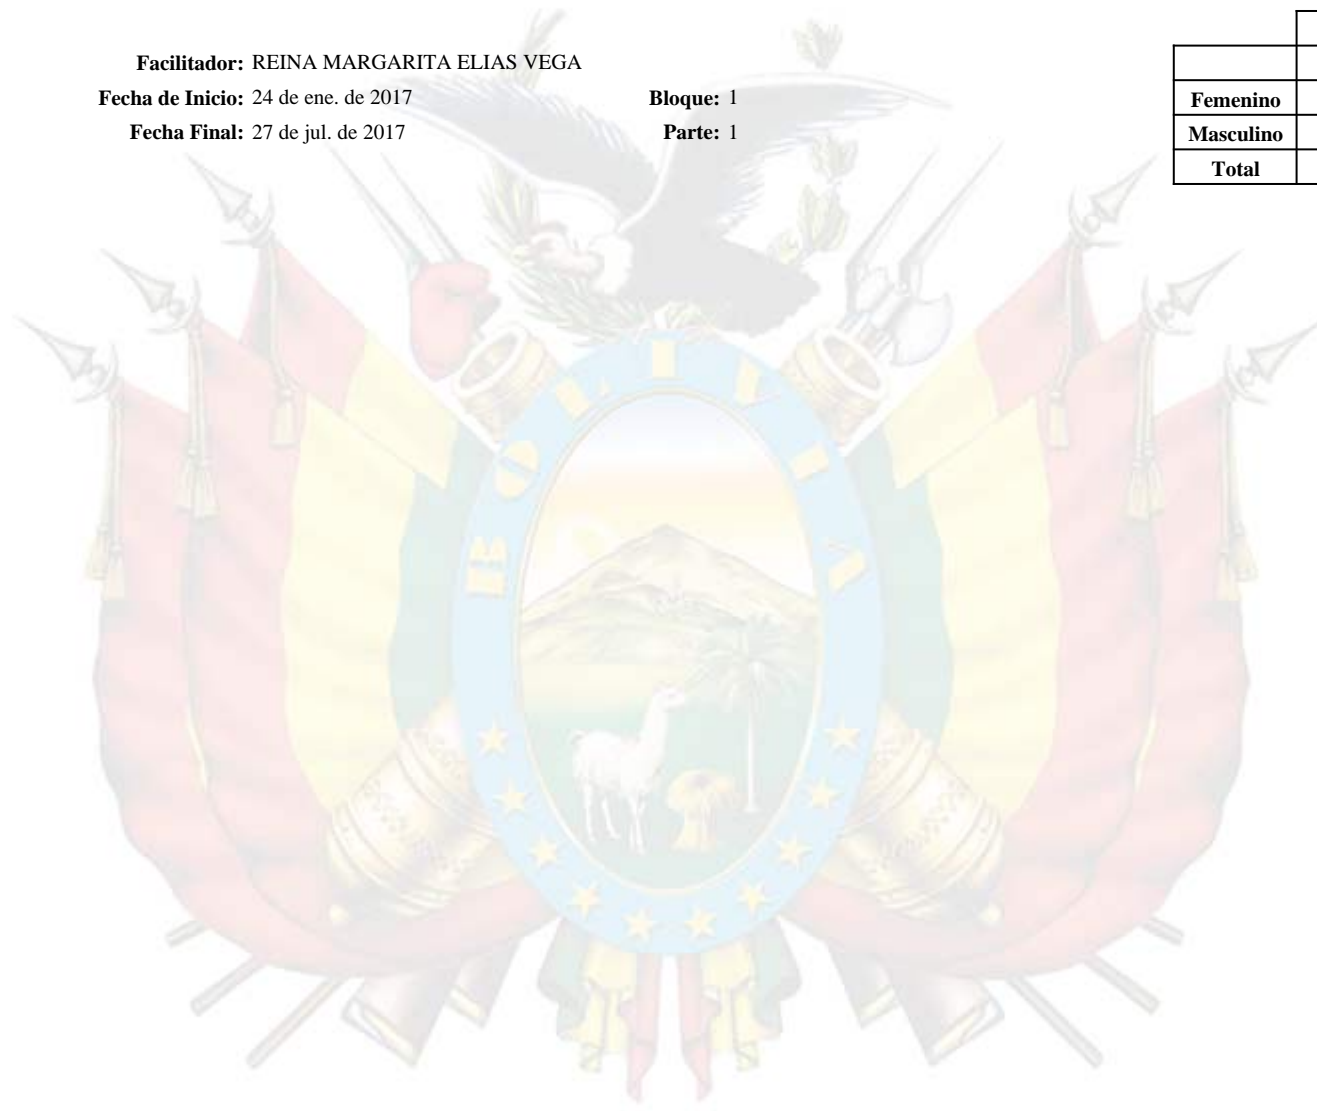 Facilitador: REINA MARGARITA ELIAS VEGA
Fecha de Inicio: 24 de ene. de 2017 Bloque: 1
Femenino
Fecha Final: 27 de jul. de 2017 Parte: 1
Masculino
Total
BOLIVIA